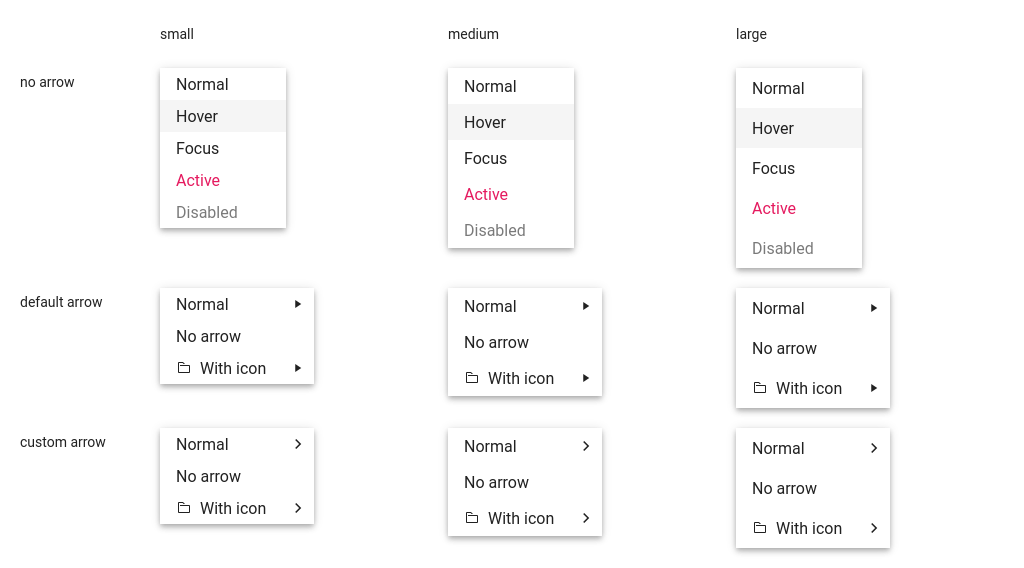 small
medium
large
no arrow
Normal
Hover
Focus
Active
Disabled
Normal
Hover
Focus
Active
Disabled
Normal
Hover
Focus
Active
Disabled
default arrow
Normal
No arrow
With icon
Normal
No arrow
With icon
Normal
No arrow
With icon
custom arrow
Normal
No arrow
With icon
Normal
No arrow
With icon
Normal
No arrow
With icon